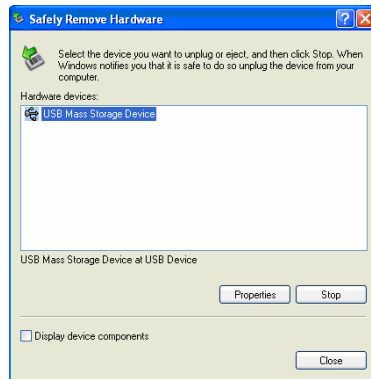 Safely Remove Hardware
Select the device you want to unplug or eject, and then click Stop. When
Windows notifies you that it is safe to do so unplug the device from your
computer.
Hardware devices:
USB Mass Storage Device
USB Mass Storage Device at USB Device
Properties Stop
Display device components
Close